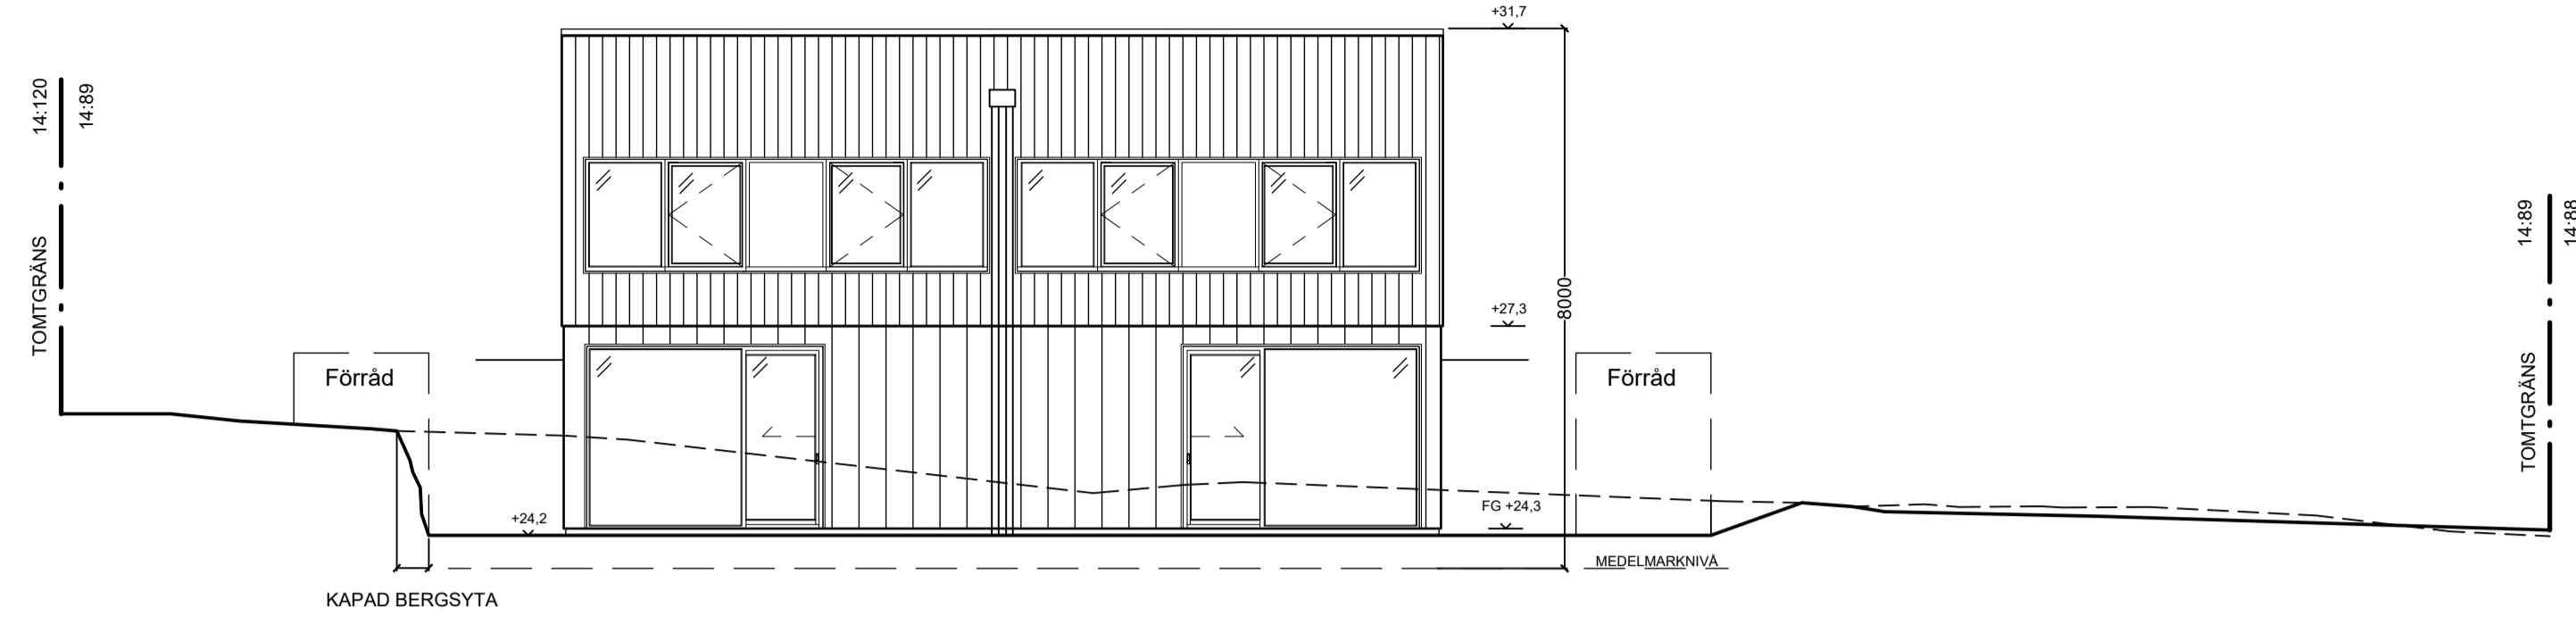 +31,7
14:120
14:89
TOMTGRÄNS
Förråd
+27,3
8000
Förråd
14:89
14:88
TOMTGRÄNS
+24,2
FG +24,3
MEDELMARKNIVÅ
KAPAD BERGSYTA